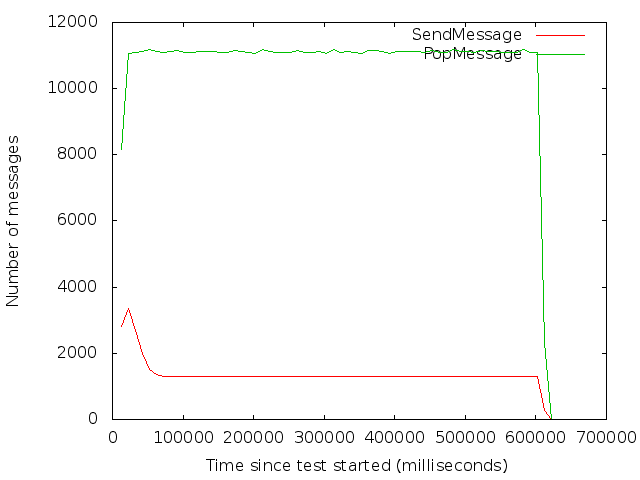 12000
10000
8000
6000
4000
2000
0
Number of messages
SendMessage
PopMessage
0 100000 200000 300000 400000 500000 600000 700000
Time since test started (milliseconds)